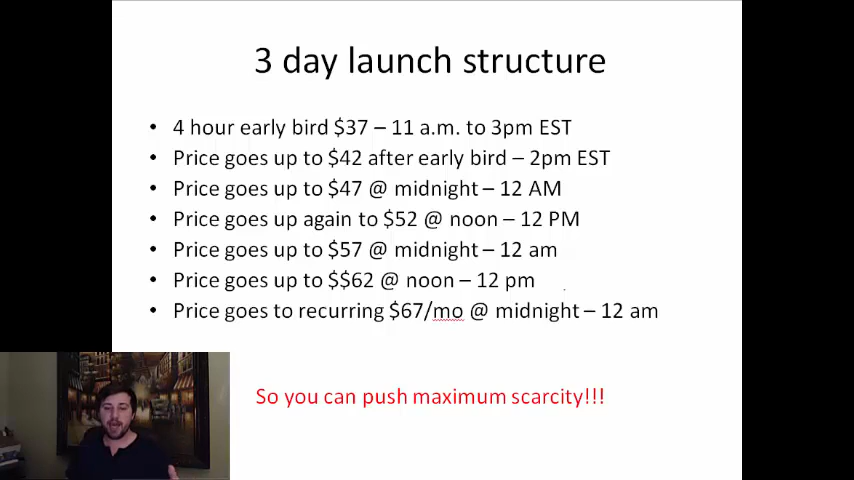 3 day launch structure
• 4 hour early bird $37 – 11 a.m. to 3pm EST
• Price goes up to $42 after early bird – 2pm EST
• Price goes up to $47 @ midnight – 12 AM
• Price goes up again to $52 @ noon – 12 PM
• Price goes up to $57 @ midnight – 12 am
• Price goes up to $$62 @ noon – 12 pm
• Price goes to recurring $67/mo @ midnight – 12 am
So you can push maximum scarcity!!!